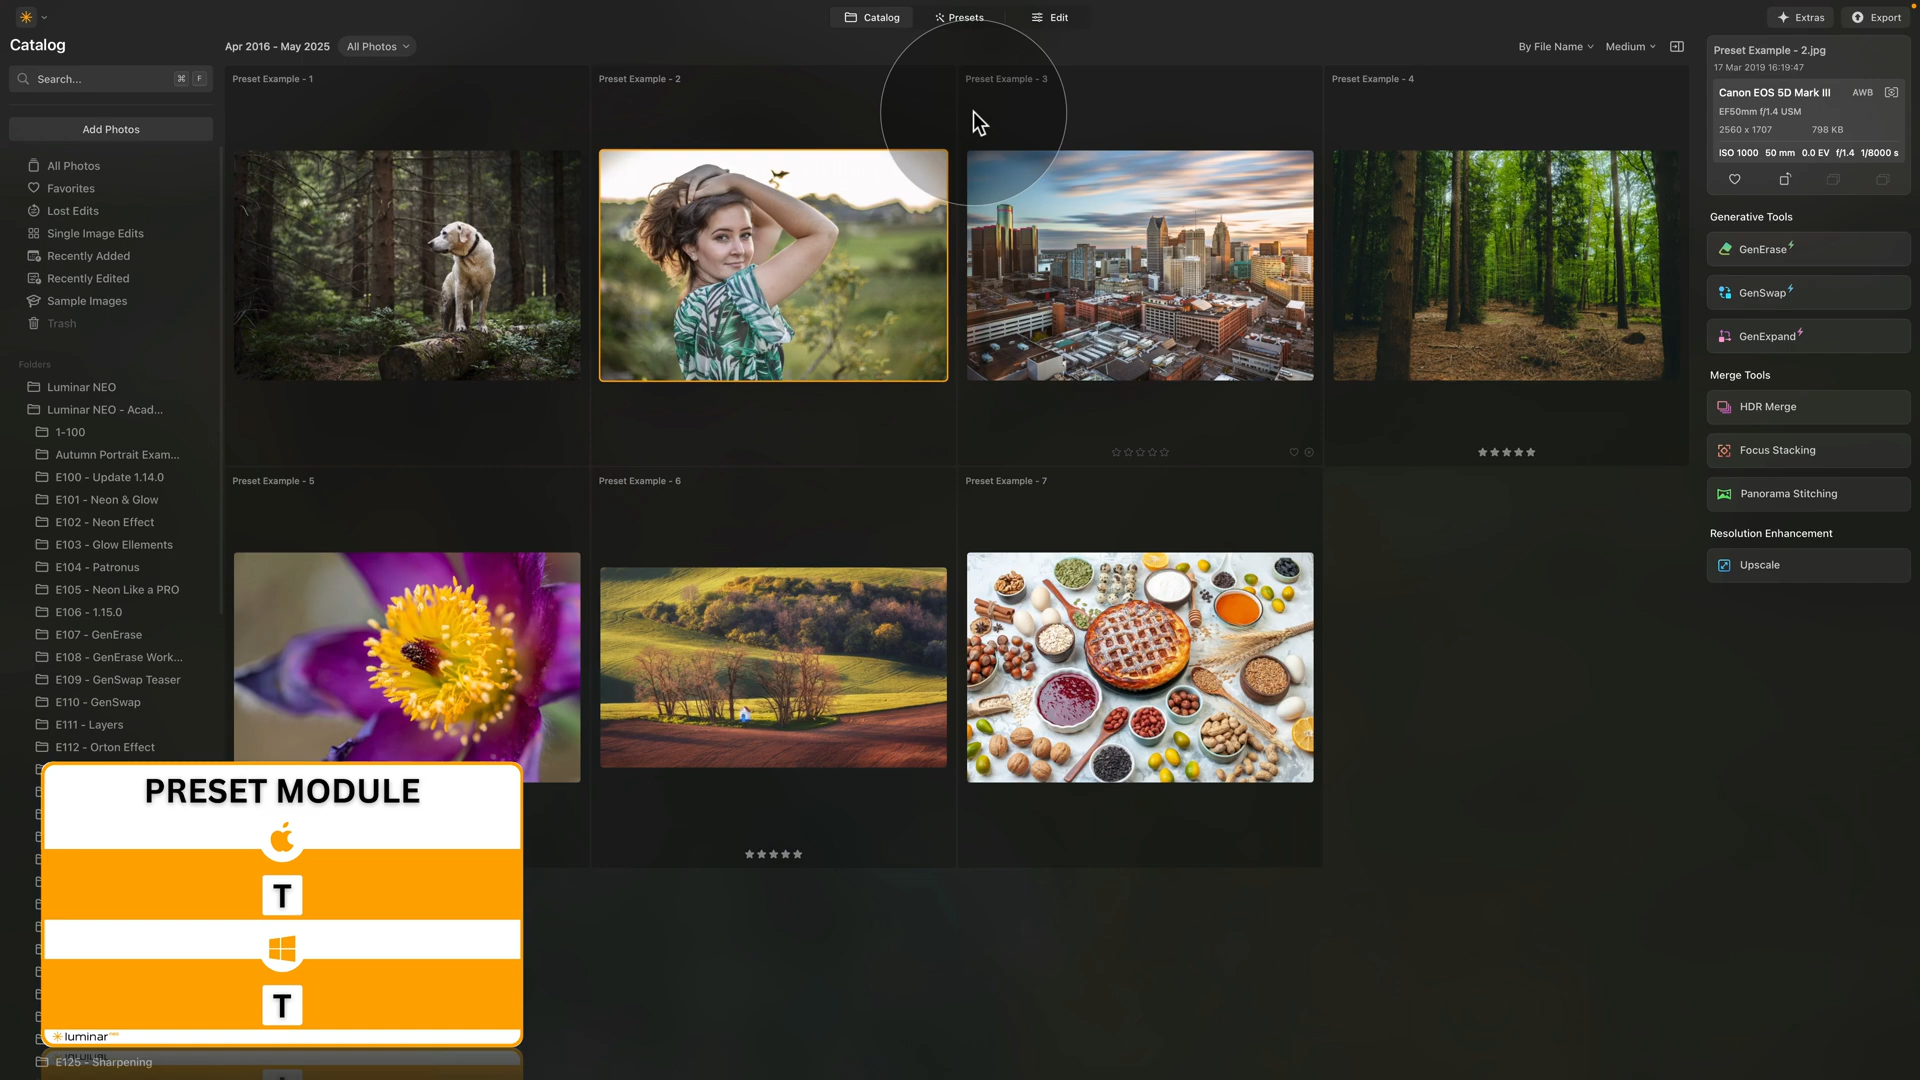 Catalog
Presets
Edit
Extras
Export
Catalog
Apr 2016 - May 2025
All Photos
By File Name
Medium
Search...
⌘
F
Add Photos
All Photos
Favorites
Lost Edits
Single Image Edits
Recently Added
Recently Edited
Sample Images
Trash
Folders
Luminar NEO
Luminar NEO - Acad...
1-100
Autumn Portrait Exam...
E100 - Update 1.14.0
E101 - Neon & Glow
E102 - Neon Effect
E103 - Glow Ellements
E104 - Patronus
E105 - Neon Like a PRO
E106 - 1.15.0
E107 - GenErase
E108 - GenErase Work...
E109 - GenSwap Teaser
E110 - GenSwap
E111 - Layers
E112 - Orton Effect
E125 - Sharpening
Preset Example - 1
Preset Example - 2
Preset Example - 3
Preset Example - 4
Preset Example - 5
Preset Example - 6
Preset Example - 7
Preset Example - 2.jpg
17 Mar 2019 16:19:47
Canon EOS 5D Mark III AWB
EF50mm f/1.4 USM
2560 x 1707 798 KB
ISO 1000 50 mm 0.0 EV f/1.4 1/8000 s
Generative Tools
GenErase
GenSwap
GenExpand
Merge Tools
HDR Merge
Focus Stacking
Panorama Stitching
Resolution Enhancement
Upscale
PRESET MODULE
T
T
luminar neo